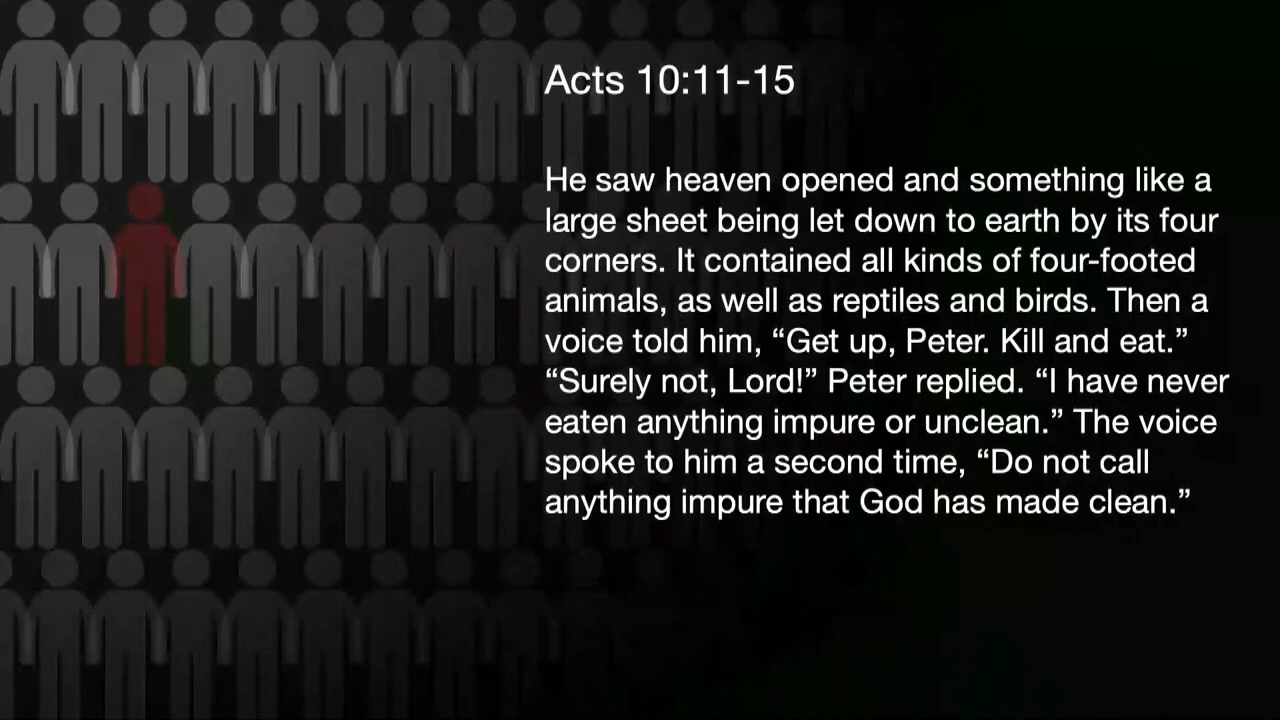 Acts 10:11-15
He saw heaven opened and something like a
large sheet being let down to earth by its four
corners. It contained all kinds of four-footed
animals, as well as reptiles and birds. Then a
voice told him, “Get up, Peter. Kill and eat.”
“Surely not, Lord!” Peter replied. “I have never
eaten anything impure or unclean.” The voice
spoke to him a second time, “Do not call
anything impure that God has made clean.”